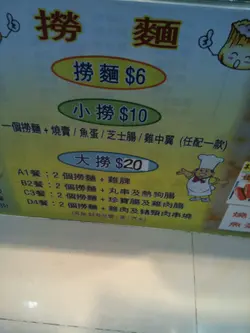 撈 麵
撈麵 $6
小撈 $10
一個撈麵 + 燒賣 / 魚蛋 / 芝士腸 / 雞中翼 (任配一款)
大撈 $20
A1餐：2 個撈麵 + 雞髀
B2餐：2 個撈麵 + 丸串及熱狗腸
C3餐：2 個撈麵 + 珍寶腸及雞肉腸
D4餐：2 個撈麵 + 雞肉及豬頸肉串燒